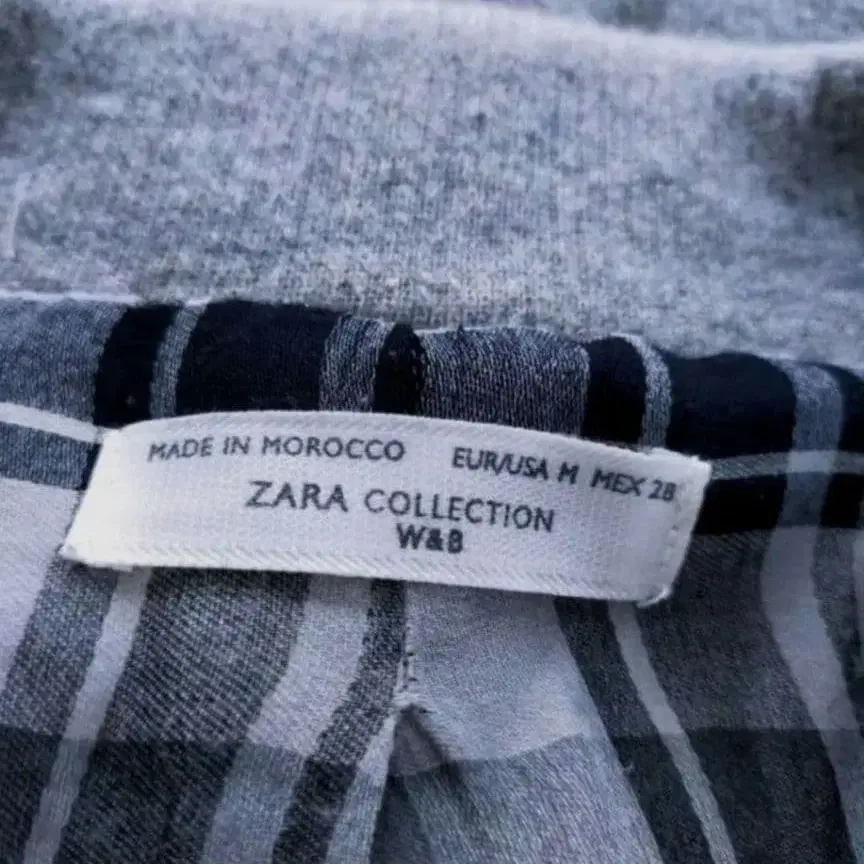 MADE IN MOROCCO EUR/USA M MEX 28
ZARA COLLECTION
W&B